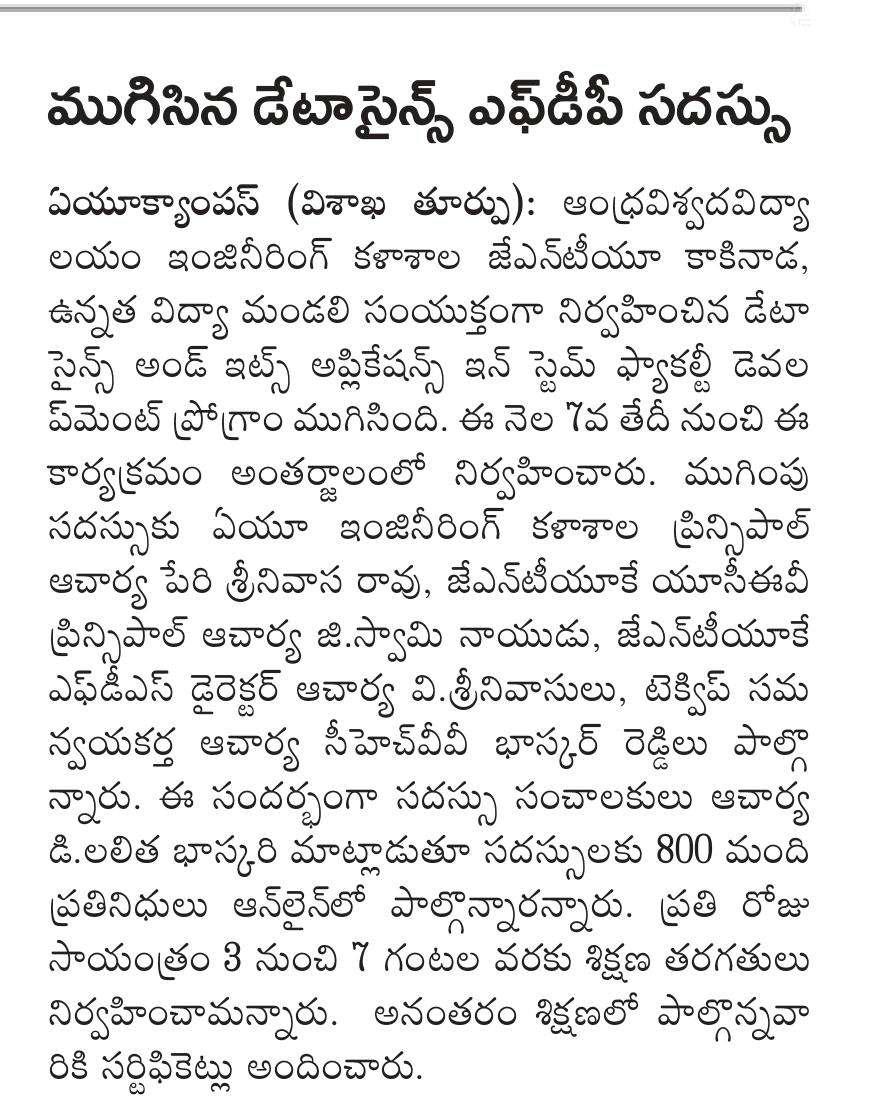 ముగిసిన డేటాసైన్స్ ఎఫ్‌డీపీ సదస్సు
ఏయూక్యాంపస్ (విశాఖ తూర్పు): ఆంధ్రవిశ్వదవిద్యా
లయం ఇంజినీరింగ్ కళాశాల జేఎన్‌టీయూ కాకినాడ,
ఉన్నత విద్యా మండలి సంయుక్తంగా నిర్వహించిన డేటా
సైన్స్ అండ్ ఇట్స్ అప్లికేషన్స్ ఇన్ స్టెమ్ ఫ్యాకల్టీ డెవల
ప్‌మెంట్ ప్రోగ్రాం ముగిసింది. ఈ నెల 7వ తేదీ నుంచి ఈ
కార్యక్రమం అంతర్జాలంలో నిర్వహించారు. ముగింపు
సదస్సుకు ఏయూ ఇంజినీరింగ్ కళాశాల ప్రిన్సిపాల్
ఆచార్య పేరి శ్రీనివాస రావు, జేఎన్‌టీయూకే యూసీఈవీ
ప్రిన్సిపాల్ ఆచార్య జి.స్వామి నాయుడు, జేఎన్‌టీయూకే
ఎఫ్‌డీఎస్ డైరెక్టర్ ఆచార్య వి.శ్రీనివాసులు, టెక్విప్ సమ
న్వయకర్త ఆచార్య సీహెచ్‌వీవీ భాస్కర్ రెడ్డిలు పాల్గొ
న్నారు. ఈ సందర్భంగా సదస్సు సంచాలకులు ఆచార్య
డి.లలిత భాస్కరి మాట్లాడుతూ సదస్సులకు 800 మంది
ప్రతినిధులు ఆన్‌లైన్‌లో పాల్గొన్నారన్నారు. ప్రతి రోజు
సాయంత్రం 3 నుంచి 7 గంటల వరకు శిక్షణ తరగతులు
నిర్వహించామన్నారు. అనంతరం శిక్షణలో పాల్గొన్నవా
రికి సర్టిఫికెట్లు అందించారు.